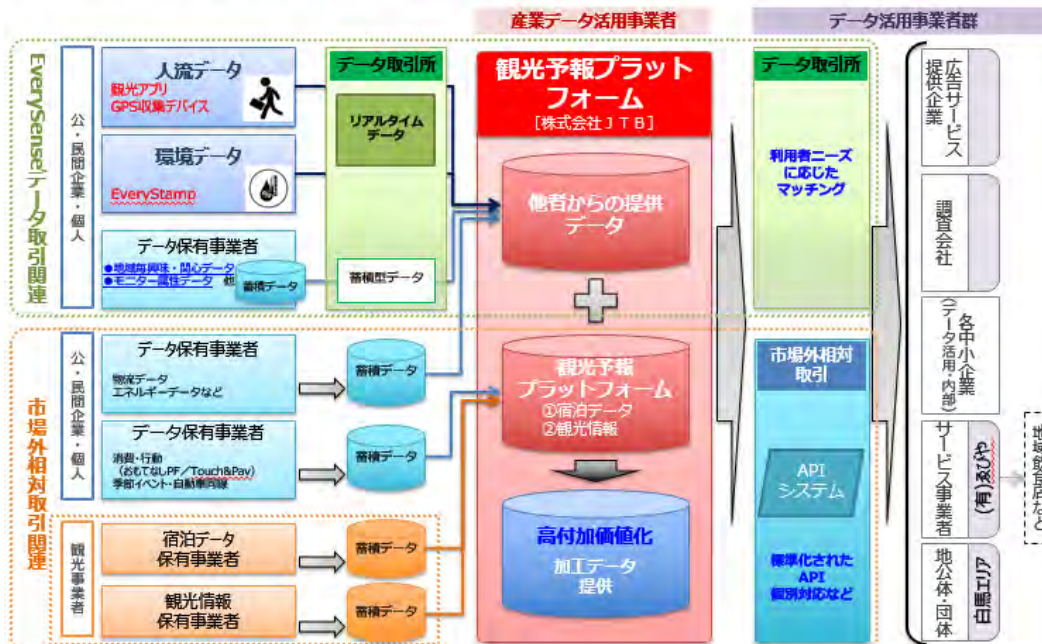 産業データ活用事業者
データ活用事業者群
EverySenseデータ取引関連
公・民間企業・個人
人流データ
観光アプリ
GPS収集デバイス
環境データ
EveryStamp
データ保有事業者
●地域毎興味・関心データ
●モニター属性データ 他
蓄積データ
データ取引所
リアルタイム
データ
蓄積型データ
観光予報プラット
フォーム
[株式会社JTB]
他者からの提供
データ
観光予報
プラットフォーム
①宿泊データ
②観光情報
高付加価値化
加工データ
提供
データ取引所
利用者ニーズ
に応じた
マッチング
市場外相対
取引
API
システム
標準化された
API
個別対応など
市場外相対取引関連
公・民間企業・個人
データ保有事業者
物流データ
エネルギーデータなど
蓄積データ
データ保有事業者
消費・行動
(おもてなしPF/Touch&Pay)
季節イベント・自動車向線
蓄積データ
観光事業者
宿泊データ
保有事業者
蓄積データ
観光情報
保有事業者
蓄積データ
広告サービス
提供企業
調査会社
各中小企業
(データ活用・内部)
サービス事業者
(有)ゑびや
地域飲食店など
地公体・団体
白馬エリア